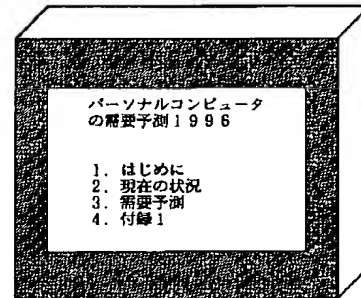 パーソナルコンピュータ
の需要予測1996
1. はじめに
2. 現在の状況
3. 需要予測
4. 付録1